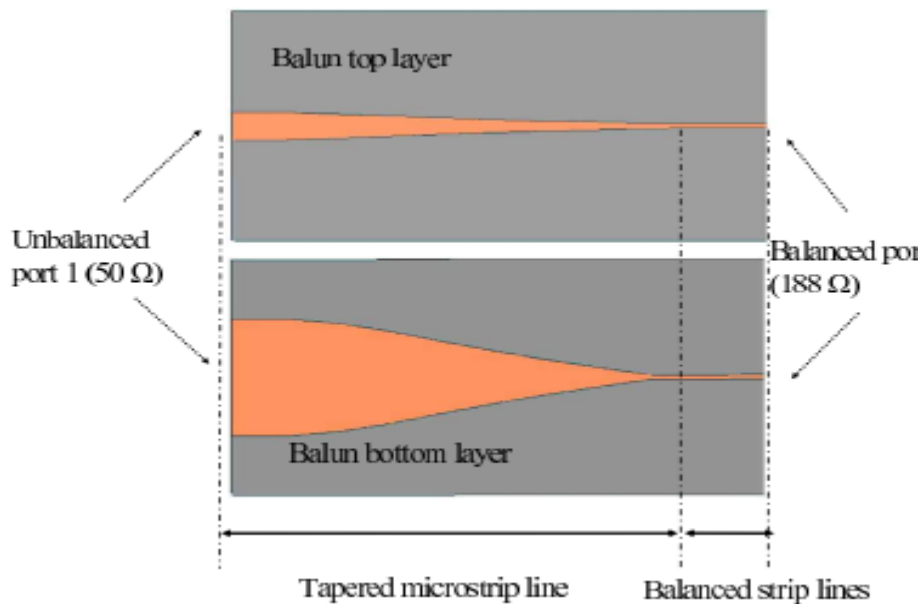 Balun top layer
Unbalanced
port 1 (50 Ω)
Balanced por
(188 Ω)
Balun bottom layer
Tapered microstrip line
Balanced strip lines